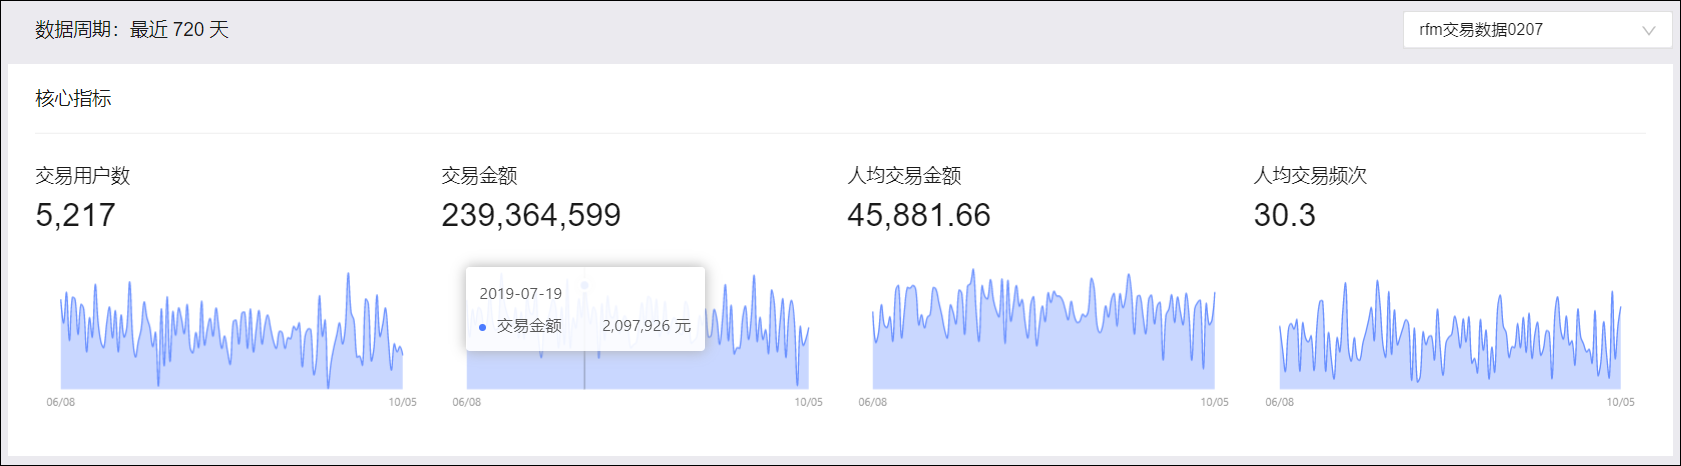 数据周期：最近 720 天
rfm交易数据0207
核心指标
交易用户数
5,217
06/08
10/05
交易金额
239,364,599
2019-07-19
交易金额 2,097,926 元
06/08
10/05
人均交易金额
45,881.66
06/08
10/05
人均交易频次
30.3
06/08
10/05